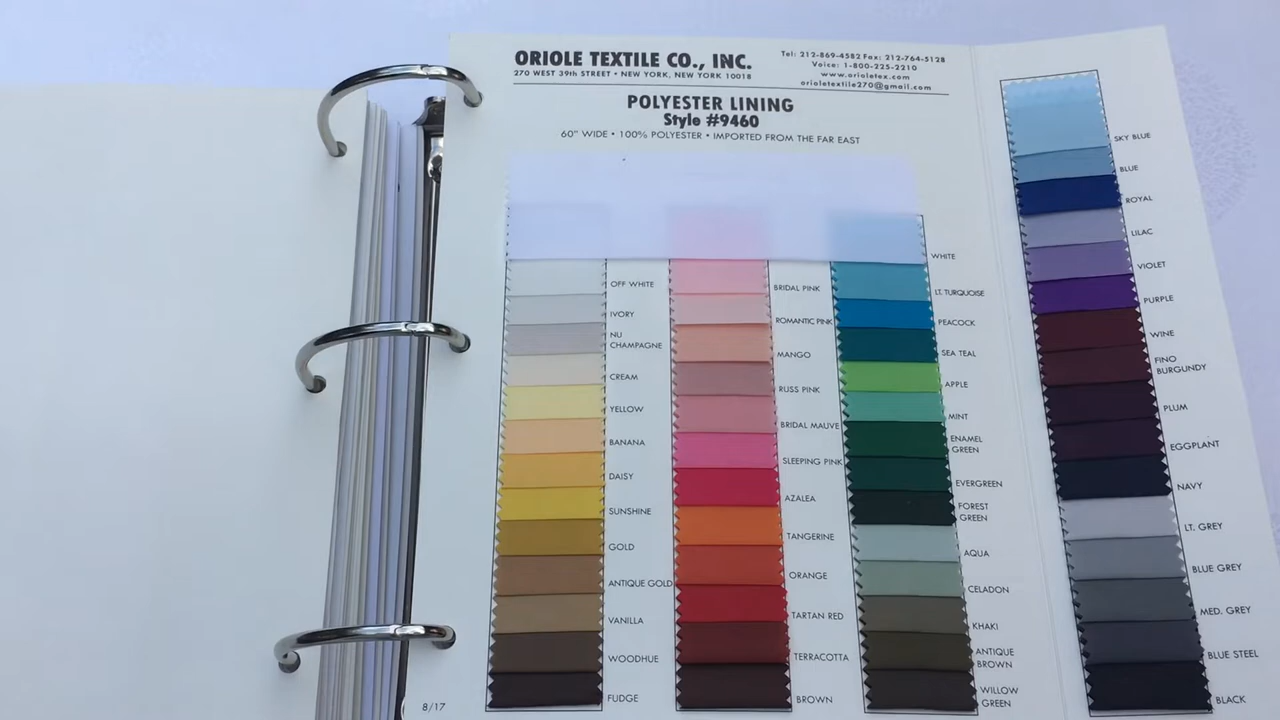 ORIOLE TEXTILE CO., INC.
270 WEST 39th STREET • NEW YORK, NEW YORK 10018
Tel: 212-869-4582 Fax: 212-764-5128
Voice: 1-800-225-2210
www.orioletex.com
orioletextile270@gmail.com
POLYESTER LINING
Style #9460
60" WIDE • 100% POLYESTER • IMPORTED FROM THE FAR EAST
OFF WHITE
IVORY
NU
CHAMPAGNE
CREAM
YELLOW
BANANA
DAISY
SUNSHINE
GOLD
ANTIQUE GOLD
VANILLA
WOODHUE
FUDGE
BRIDAL PINK
ROMANTIC PINK
MANGO
RUSS PINK
BRIDAL MAUVE
SLEEPING PINK
AZALEA
TANGERINE
ORANGE
TARTAN RED
TERRACOTTA
BROWN
WHITE
LT. TURQUOISE
PEACOCK
SEA TEAL
APPLE
MINT
ENAMEL
GREEN
EVERGREEN
FOREST
GREEN
AQUA
CELADON
KHAKI
ANTIQUE
BROWN
WILLOW
GREEN
SKY BLUE
BLUE
ROYAL
LILAC
VIOLET
PURPLE
WINE
FINO
BURGUNDY
PLUM
EGGPLANT
NAVY
LT. GREY
BLUE GREY
MED. GREY
BLUE STEEL
BLACK
8/17